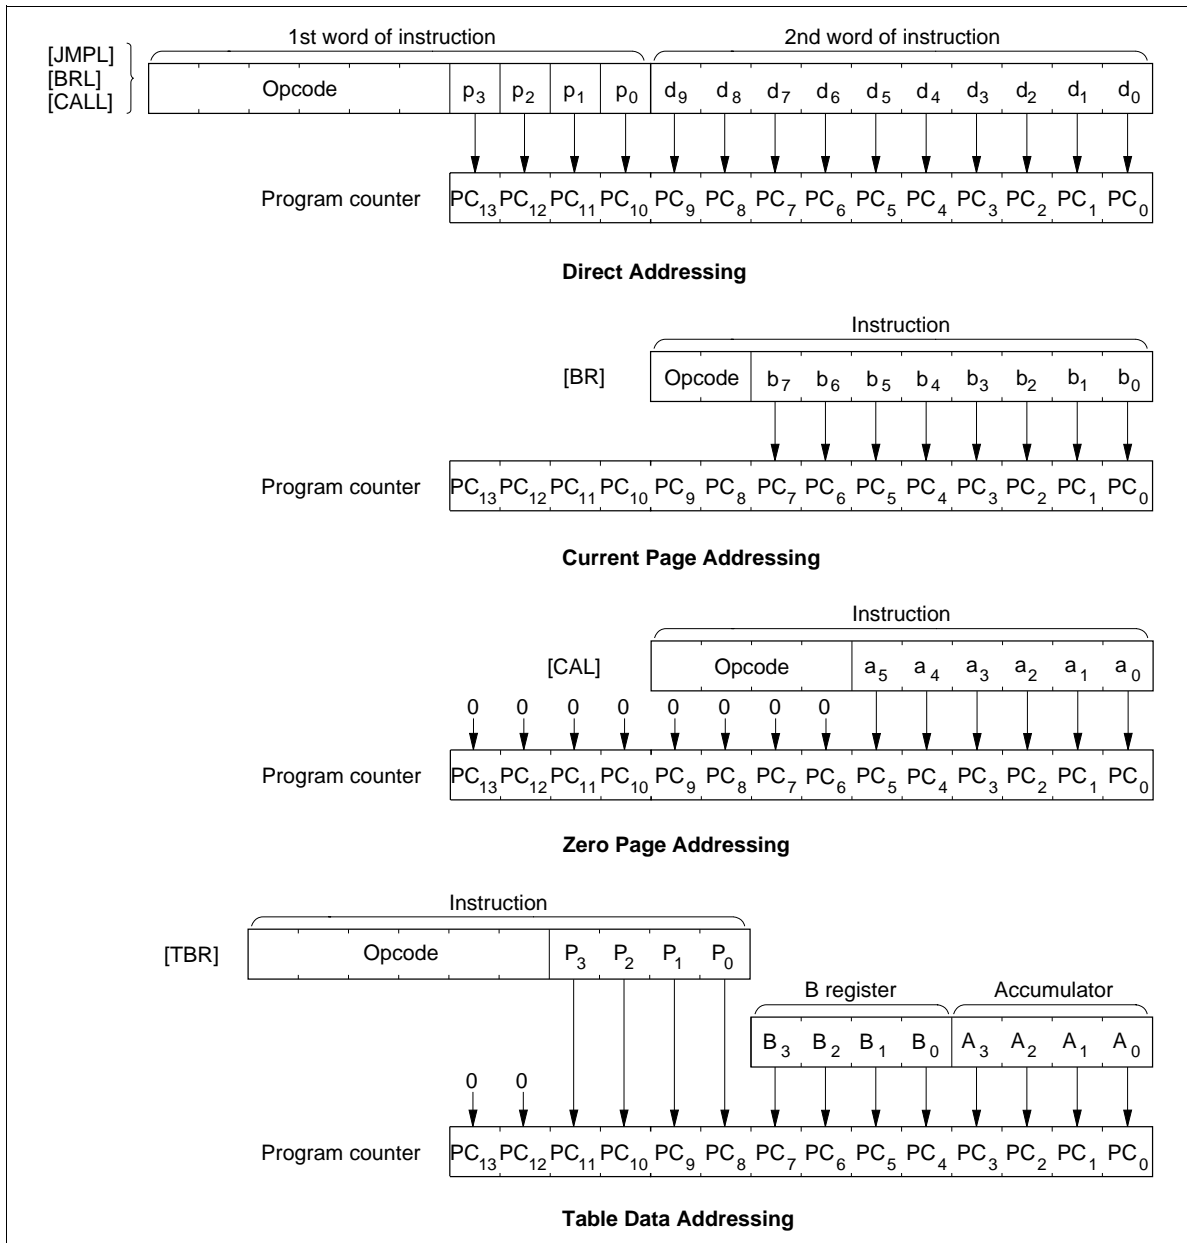 1st word of instruction 2nd word of instruction
[JMPL]
[BRL]
[CALL]
Opcode p3 p2 p1 p0 d9 d8 d7 d6 d5 d4 d3 d2 d1 d0
Program counter PC13 PC12 PC11 PC10 PC9 PC8 PC7 PC6 PC5 PC4 PC3 PC2 PC1 PC0
Direct Addressing
Instruction
[BR] Opcode b7 b6 b5 b4 b3 b2 b1 b0
Program counter PC13 PC12 PC11 PC10 PC9 PC8 PC7 PC6 PC5 PC4 PC3 PC2 PC1 PC0
Current Page Addressing
Instruction
[CAL] Opcode a5 a4 a3 a2 a1 a0
0 0 0 0 0 0 0 0
Program counter PC13 PC12 PC11 PC10 PC9 PC8 PC7 PC6 PC5 PC4 PC3 PC2 PC1 PC0
Zero Page Addressing
Instruction
[TBR] Opcode P3 P2 P1 P0
B register Accumulator
B3 B2 B1 B0 A3 A2 A1 A0
0 0
Program counter PC13 PC12 PC11 PC10 PC9 PC8 PC7 PC6 PC5 PC4 PC3 PC2 PC1 PC0
Table Data Addressing